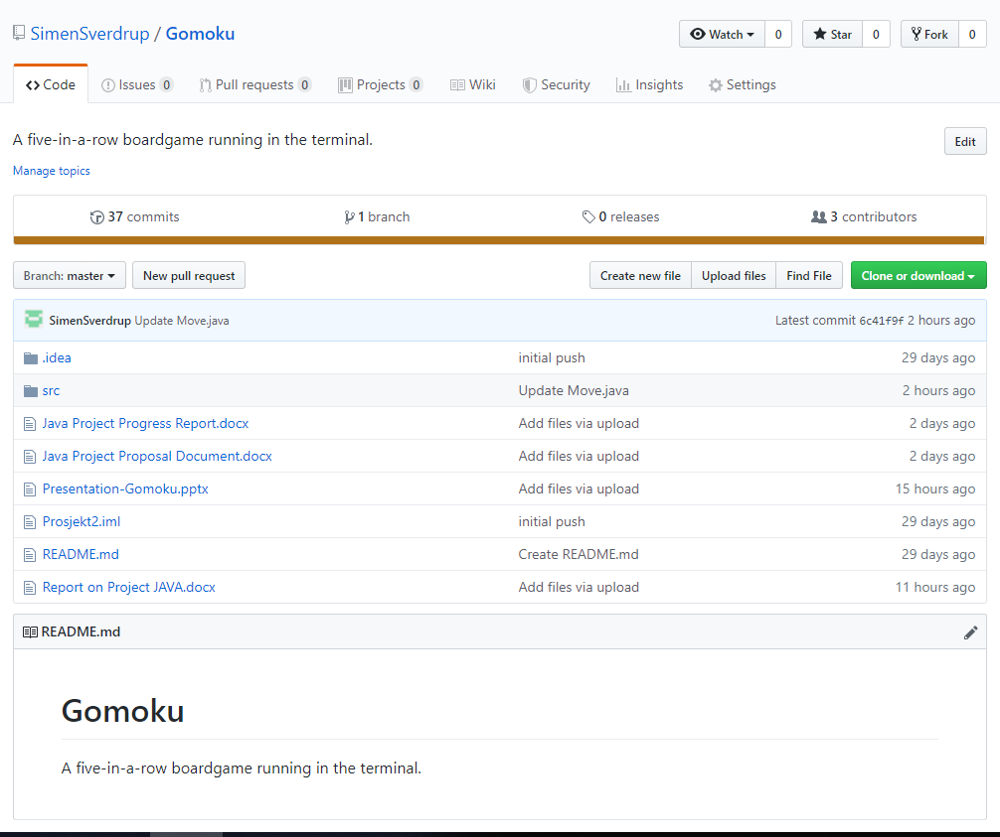 SimenSverdrup / Gomoku
Watch 0 Star 0 Fork 0
Code Issues 0 Pull requests 0 Projects 0 Wiki Security Insights Settings
A five-in-a-row boardgame running in the terminal.
Edit
Manage topics
37 commits 1 branch 0 releases 3 contributors
Branch: master New pull request Create new file Upload files Find File Clone or download
SimenSverdrup Update Move.java Latest commit 6c41f9f 2 hours ago
.idea initial push 29 days ago
src Update Move.java 2 hours ago
Java Project Progress Report.docx Add files via upload 2 days ago
Java Project Proposal Document.docx Add files via upload 2 days ago
Presentation-Gomoku.pptx Add files via upload 15 hours ago
Prosjekt2.iml initial push 29 days ago
README.md Create README.md 29 days ago
Report on Project JAVA.docx Add files via upload 11 hours ago
README.md
Gomoku
A five-in-a-row boardgame running in the terminal.